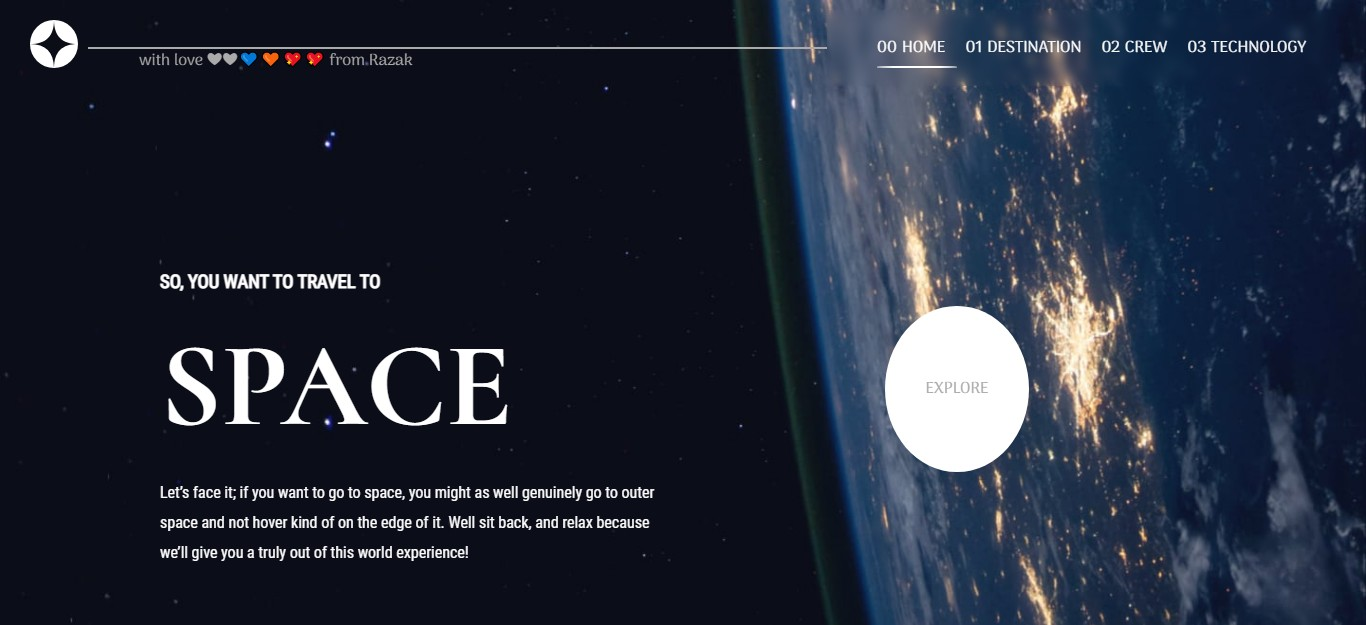 00 HOME 01 DESTINATION 02 CREW 03 TECHNOLOGY
with love 🤍🤍💙 🧡 💖 💖 from Razak
SO, YOU WANT TO TRAVEL TO
SPACE
EXPLORE
Let's face it; if you want to go to space, you might as well genuinely go to outer
space and not hover kind of on the edge of it. Well sit back, and relax because
we'll give you a truly out of this world experience!